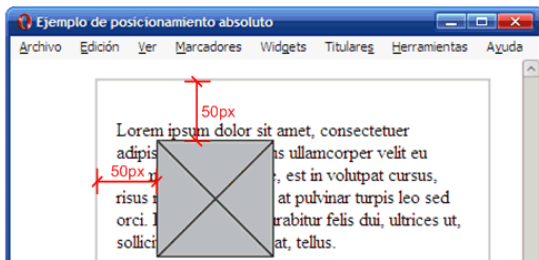 Ejemplo de posicionamiento absoluto
Archivo Edición Ver Marcadores Widgets Titulares Herramientas Ayuda
50px
Lorem ipsum dolor sit amet, consectetuer
adipis s ullamcorper velit eu
50px , est in volutpat cursus,
risus at pulvinar turpis leo sed
orci. rabitur felis dui, ultrices ut,
sollici at, tellus.